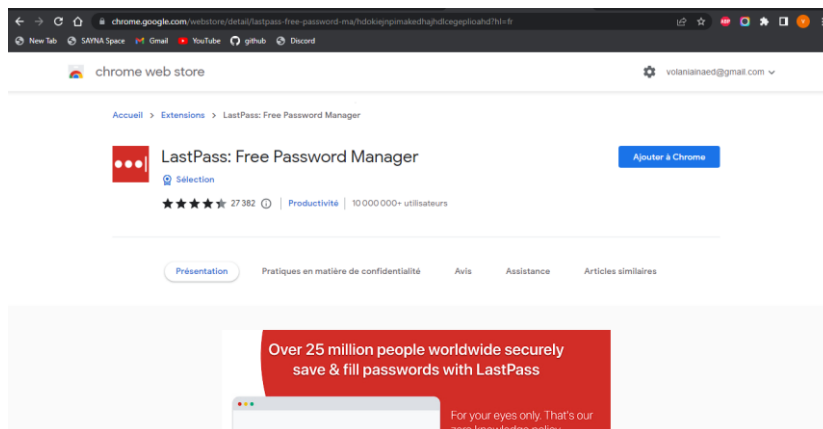 chrome.google.com/webstore/detail/lastpass-free-password-ma/hdokiejnpimakedhajhdlcegeplioahd?hl=fr
New Tab SAYNA Space Gmail YouTube github Discord
chrome web store volaniainaed@gmail.com
Accueil > Extensions > LastPass: Free Password Manager
LastPass: Free Password Manager
Ajouter à Chrome
Sélection
27 382 Productivité 10 000 000+ utilisateurs
Présentation Pratiques en matière de confidentialité Avis Assistance Articles similaires
Over 25 million people worldwide securely
save & fill passwords with LastPass
For your eyes only. That's our
zero knowledge policy